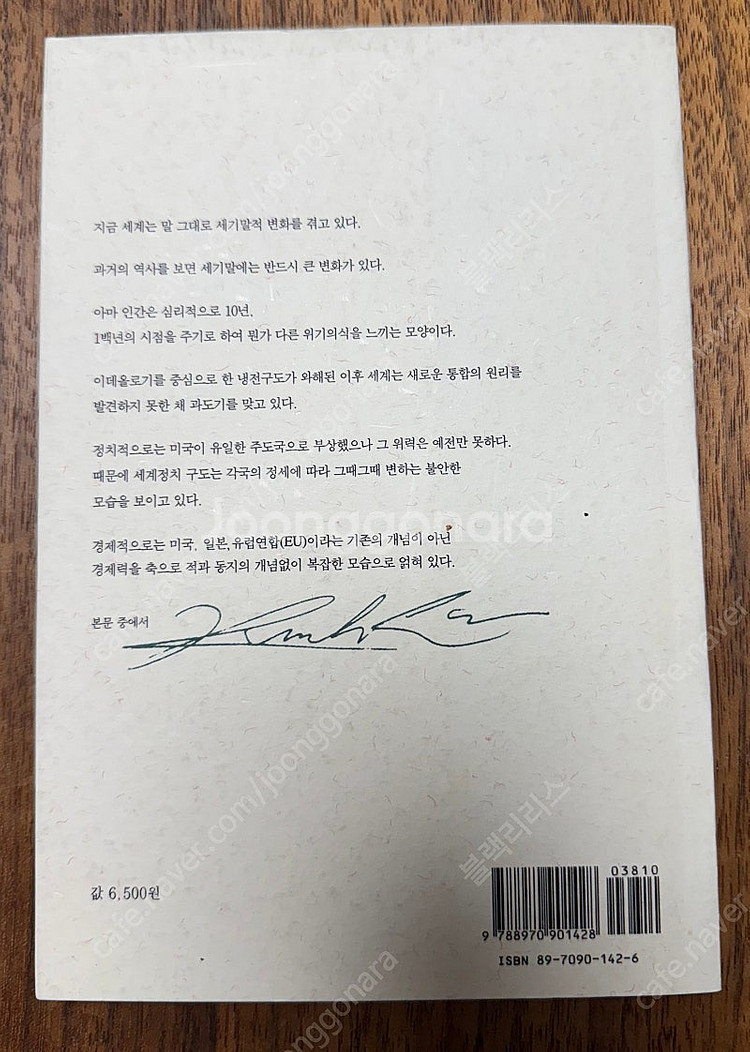 지금 세계는 말 그대로 세기말적 변화를 겪고 있다.
과거의 역사를 보면 세기말에는 반드시 큰 변화가 있다.
아마 인간은 심리적으로 10년,
1백년의 시점을 주기로 하여 뭔가 다른 위기의식을 느끼는 모양이다.
이데올로기를 중심으로 한 냉전구도가 와해된 이후 세계는 새로운 통합의 원리를
발견하지 못한 채 과도기를 맞고 있다.
정치적으로는 미국이 유일한 주도국으로 부상했으나 그 위력은 예전만 못하다.
때문에 세계정치 구도는 각국의 정세에 따라 그때그때 변하는 불안한
모습을 보이고 있다.
joonggonara
경제적으로는 미국, 일본, 유럽연합(EU)이라는 기존의 개념이 아닌
경제력을 축으로 적과 동지의 개념없이 복잡한 모습으로 얽혀 있다.
본문 중에서
값 6,500원
03810
9 788970 901428
ISBN 89-7090-142-6
cafe.naver.com/joonggonara
블랙리리스